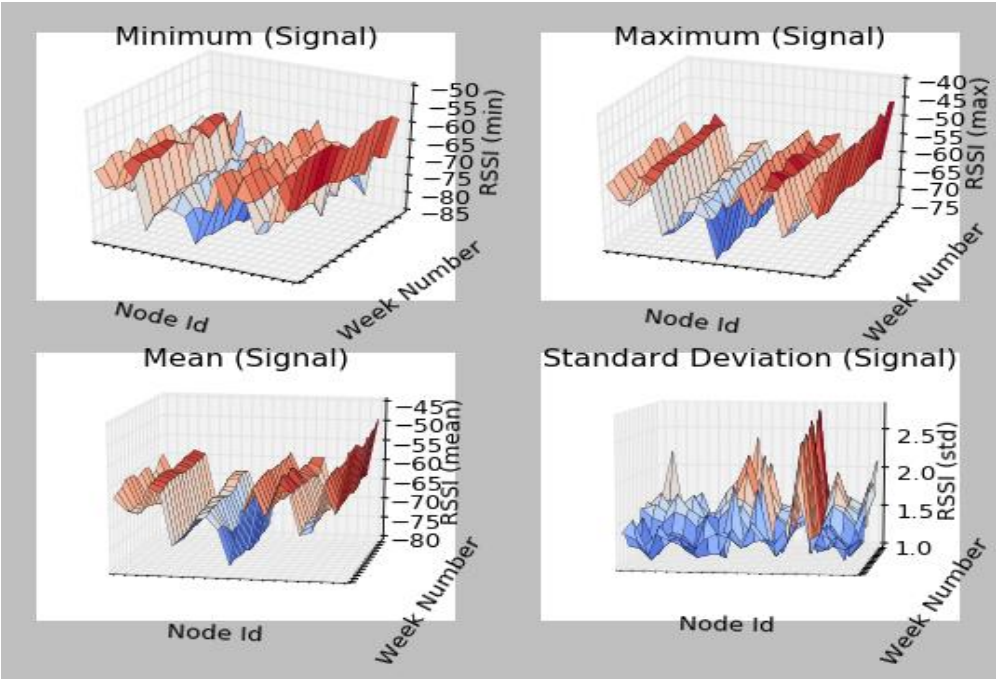 Minimum (Signal)
−50
−55
−60
−65
−70
−75
−80
−85
RSSI (min)
Node Id
Week Number
Maximum (Signal)
−40
−45
−50
−55
−60
−65
−70
−75
RSSI (max)
Node Id
Week Number
Mean (Signal)
−45
−50
−55
−60
−65
−70
−75
−80
RSSI (mean)
Node Id
Week Number
Standard Deviation (Signal)
2.5
2.0
1.5
1.0
RSSI (std)
Node Id
Week Number